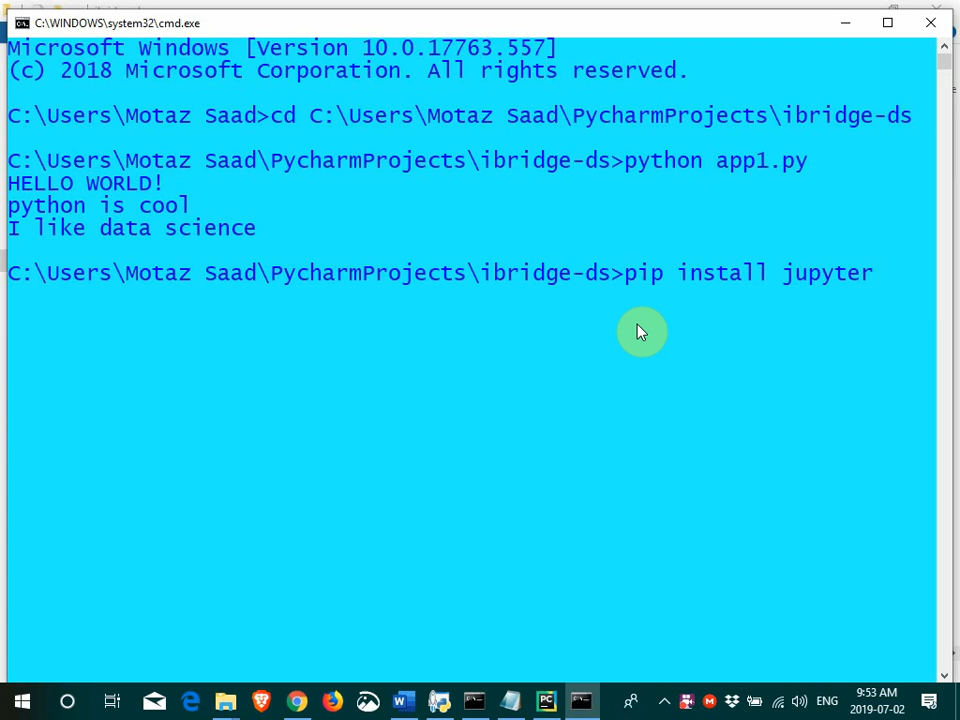 C:\WINDOWS\system32\cmd.exe
Microsoft Windows [Version 10.0.17763.557]
(c) 2018 Microsoft Corporation. All rights reserved.
C:\Users\Motaz Saad>cd C:\Users\Motaz Saad\PycharmProjects\ibridge-ds
C:\Users\Motaz Saad\PycharmProjects\ibridge-ds>python app1.py
HELLO WORLD!
python is cool
I like data science
C:\Users\Motaz Saad\PycharmProjects\ibridge-ds>pip install jupyter
ENG
9:53 AM
2019-07-02